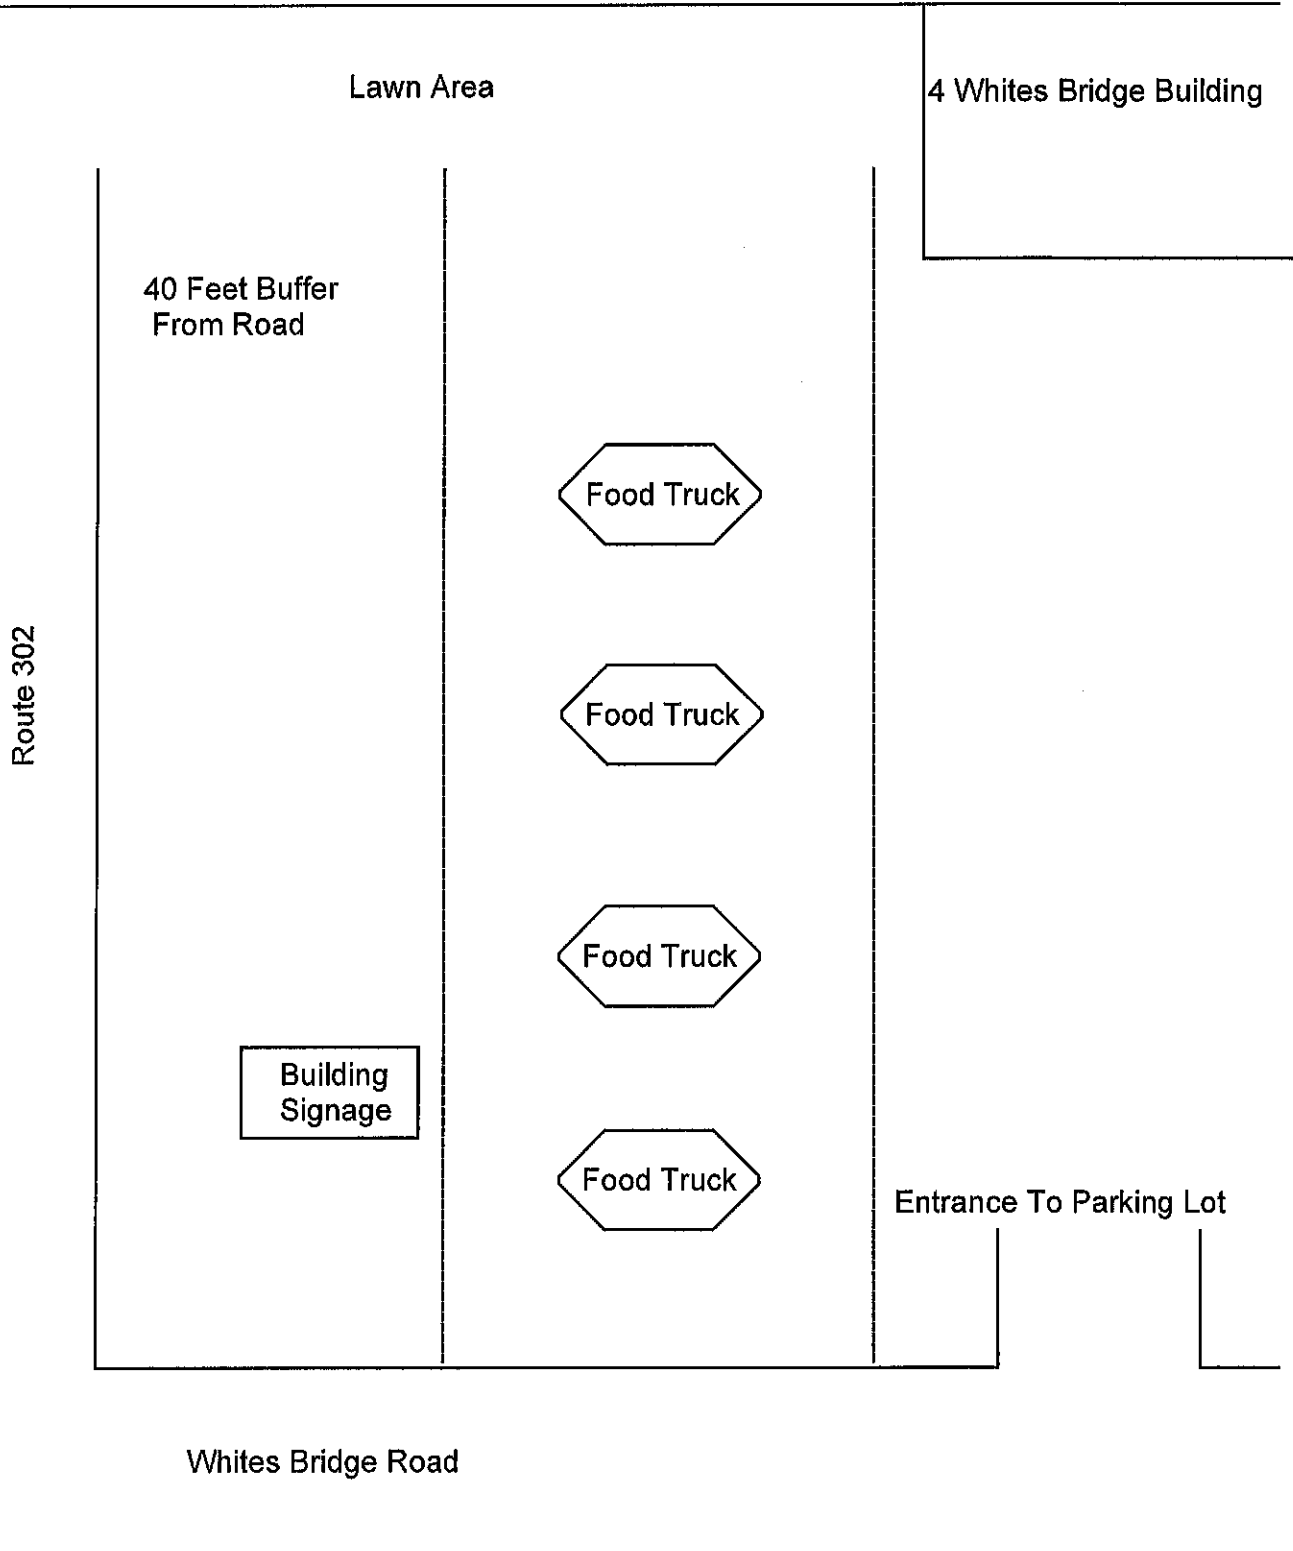 Lawn Area
4 Whites Bridge Building
40 Feet Buffer
From Road
Food Truck
Route 302
Food Truck
Food Truck
Building
Signage
Food Truck
Entrance To Parking Lot
Whites Bridge Road